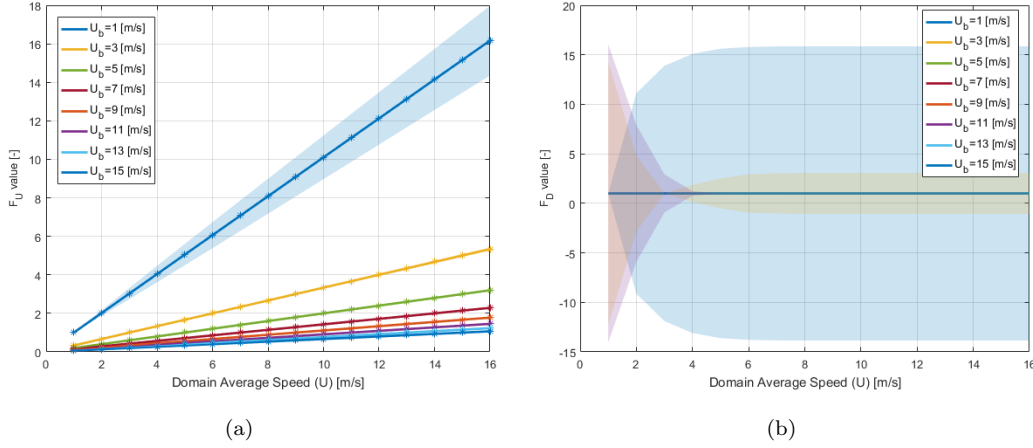 18
16
14
12
10
8
6
4
2
0
F_U value [-]
0 2 4 6 8 10 12 14 16
Domain Average Speed (U) [m/s]
U_b=1 [m/s]
U_b=3 [m/s]
U_b=5 [m/s]
U_b=7 [m/s]
U_b=9 [m/s]
U_b=11 [m/s]
U_b=13 [m/s]
U_b=15 [m/s]
(a)
20
15
10
5
0
-5
-10
-15
F_D value [-]
0 2 4 6 8 10 12 14 16
Domain Average Speed (U) [m/s]
U_b=1 [m/s]
U_b=3 [m/s]
U_b=5 [m/s]
U_b=7 [m/s]
U_b=9 [m/s]
U_b=11 [m/s]
U_b=13 [m/s]
U_b=15 [m/s]
(b)